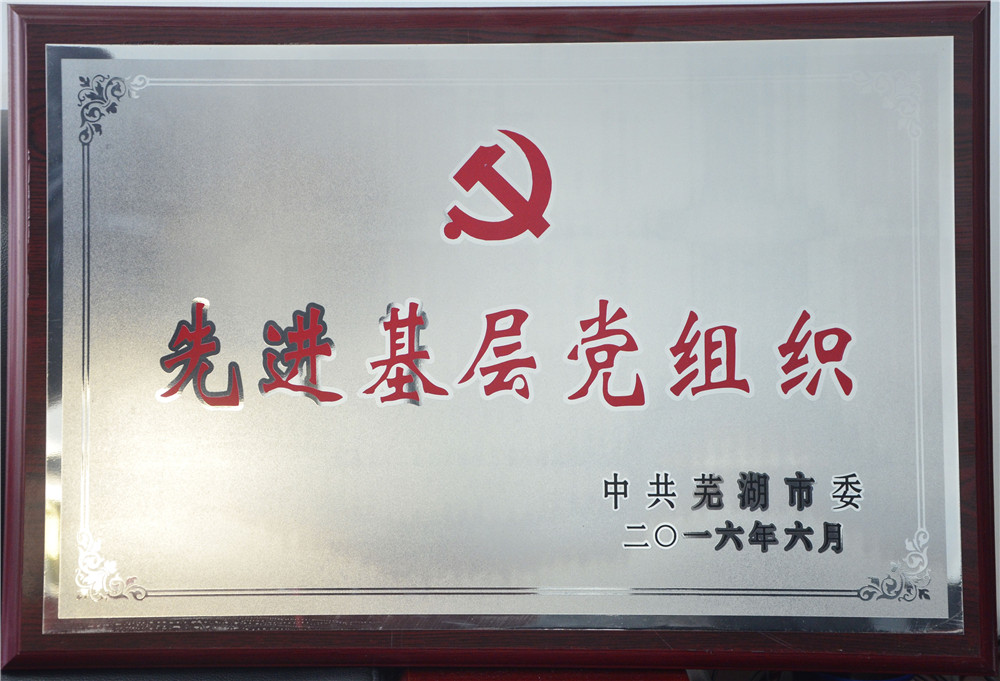 先进基层党组织
中共芜湖市委
二〇一六年六月